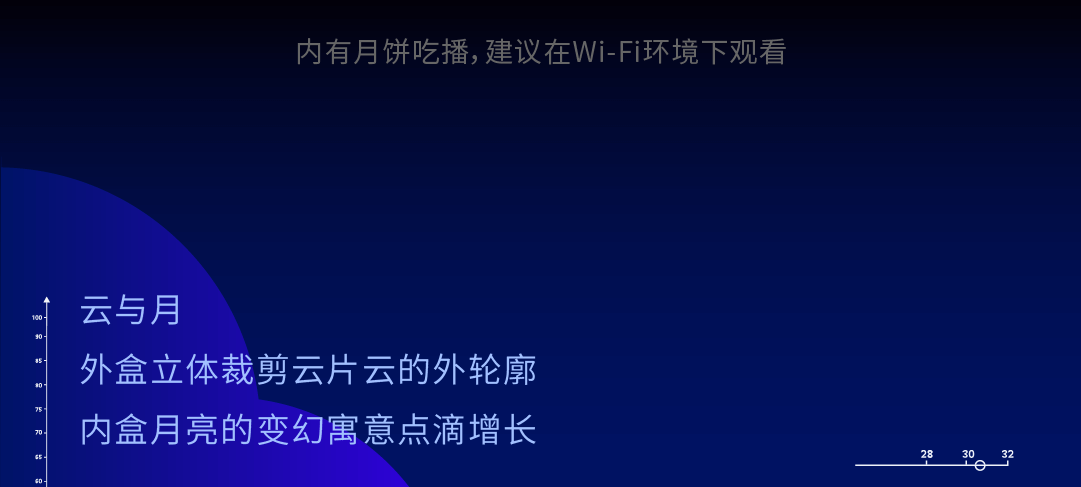 内有月饼吃播，建议在Wi-Fi环境下观看
云与月
外盒立体裁剪云片云的外轮廓
内盒月亮的变幻寓意点滴增长
100
90
85
80
75
70
65
60
28 30 32